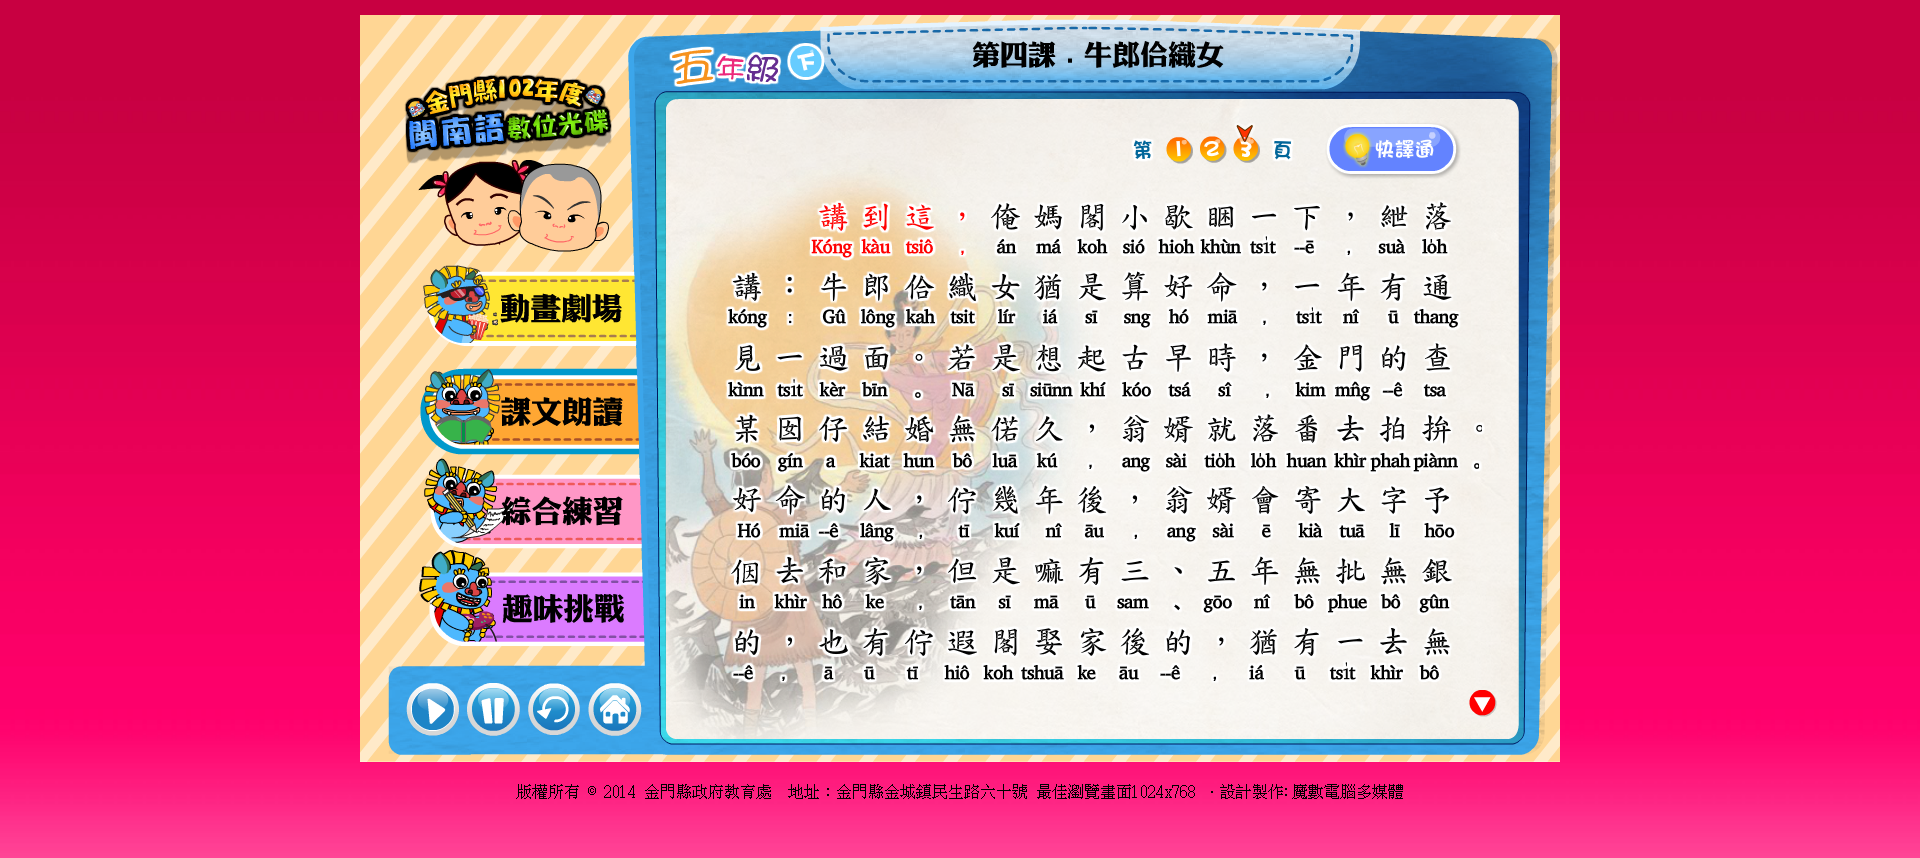 五年級 下
第四課．牛郎佮織女
金門縣102年度
閩南語數位光碟
第 1 2 3 頁
快譯通
動畫劇場
課文朗讀
綜合練習
趣味挑戰
講到這，俺媽閣小歇睏一下，紲落
Kóng kàu tsiô , án má koh sió hioh khùn tsi̍t --ē , suà lo̍h
講：牛郎佮織女猶是算好命，一年有通
kóng : Gû lông kah tsit lír iá sī sng hó miā , tsi̍t nî ū thang
見一過面。若是想起古早時，金門的查
kìnn tsi̍t kèr bīn 。 Nā sī siūnn khí kóo tsá sî , kim mn̂g --ê tsa
某囡仔結婚無偌久，翁婿就落番去拍拚。
bóo gín a kiat hun bô luā kú , ang sài tio̍h lo̍h huan khìr phah piànn 。
好命的人，佇幾年後，翁婿會寄大字予
Hó miā --ê lâng , tī kuí nî āu , ang sài ē kià tuā lī hōo
個去和家，但是嘛有三、五年無批無銀
in khìr hô ke , tān sī mā ū sam 、 gōo nî bô phue bô gûn
的，也有佇遐閣娶家後的，猶有一去無
--ê , ā ū tī hiô koh tshuā ke āu --ê , iá ū tsi̍t khìr bô
版權所有 © 2014 金門縣政府教育處 地址：金門縣金城鎮民生路六十號 最佳瀏覽畫面1024x768 ．設計製作: 魔數電腦多媒體